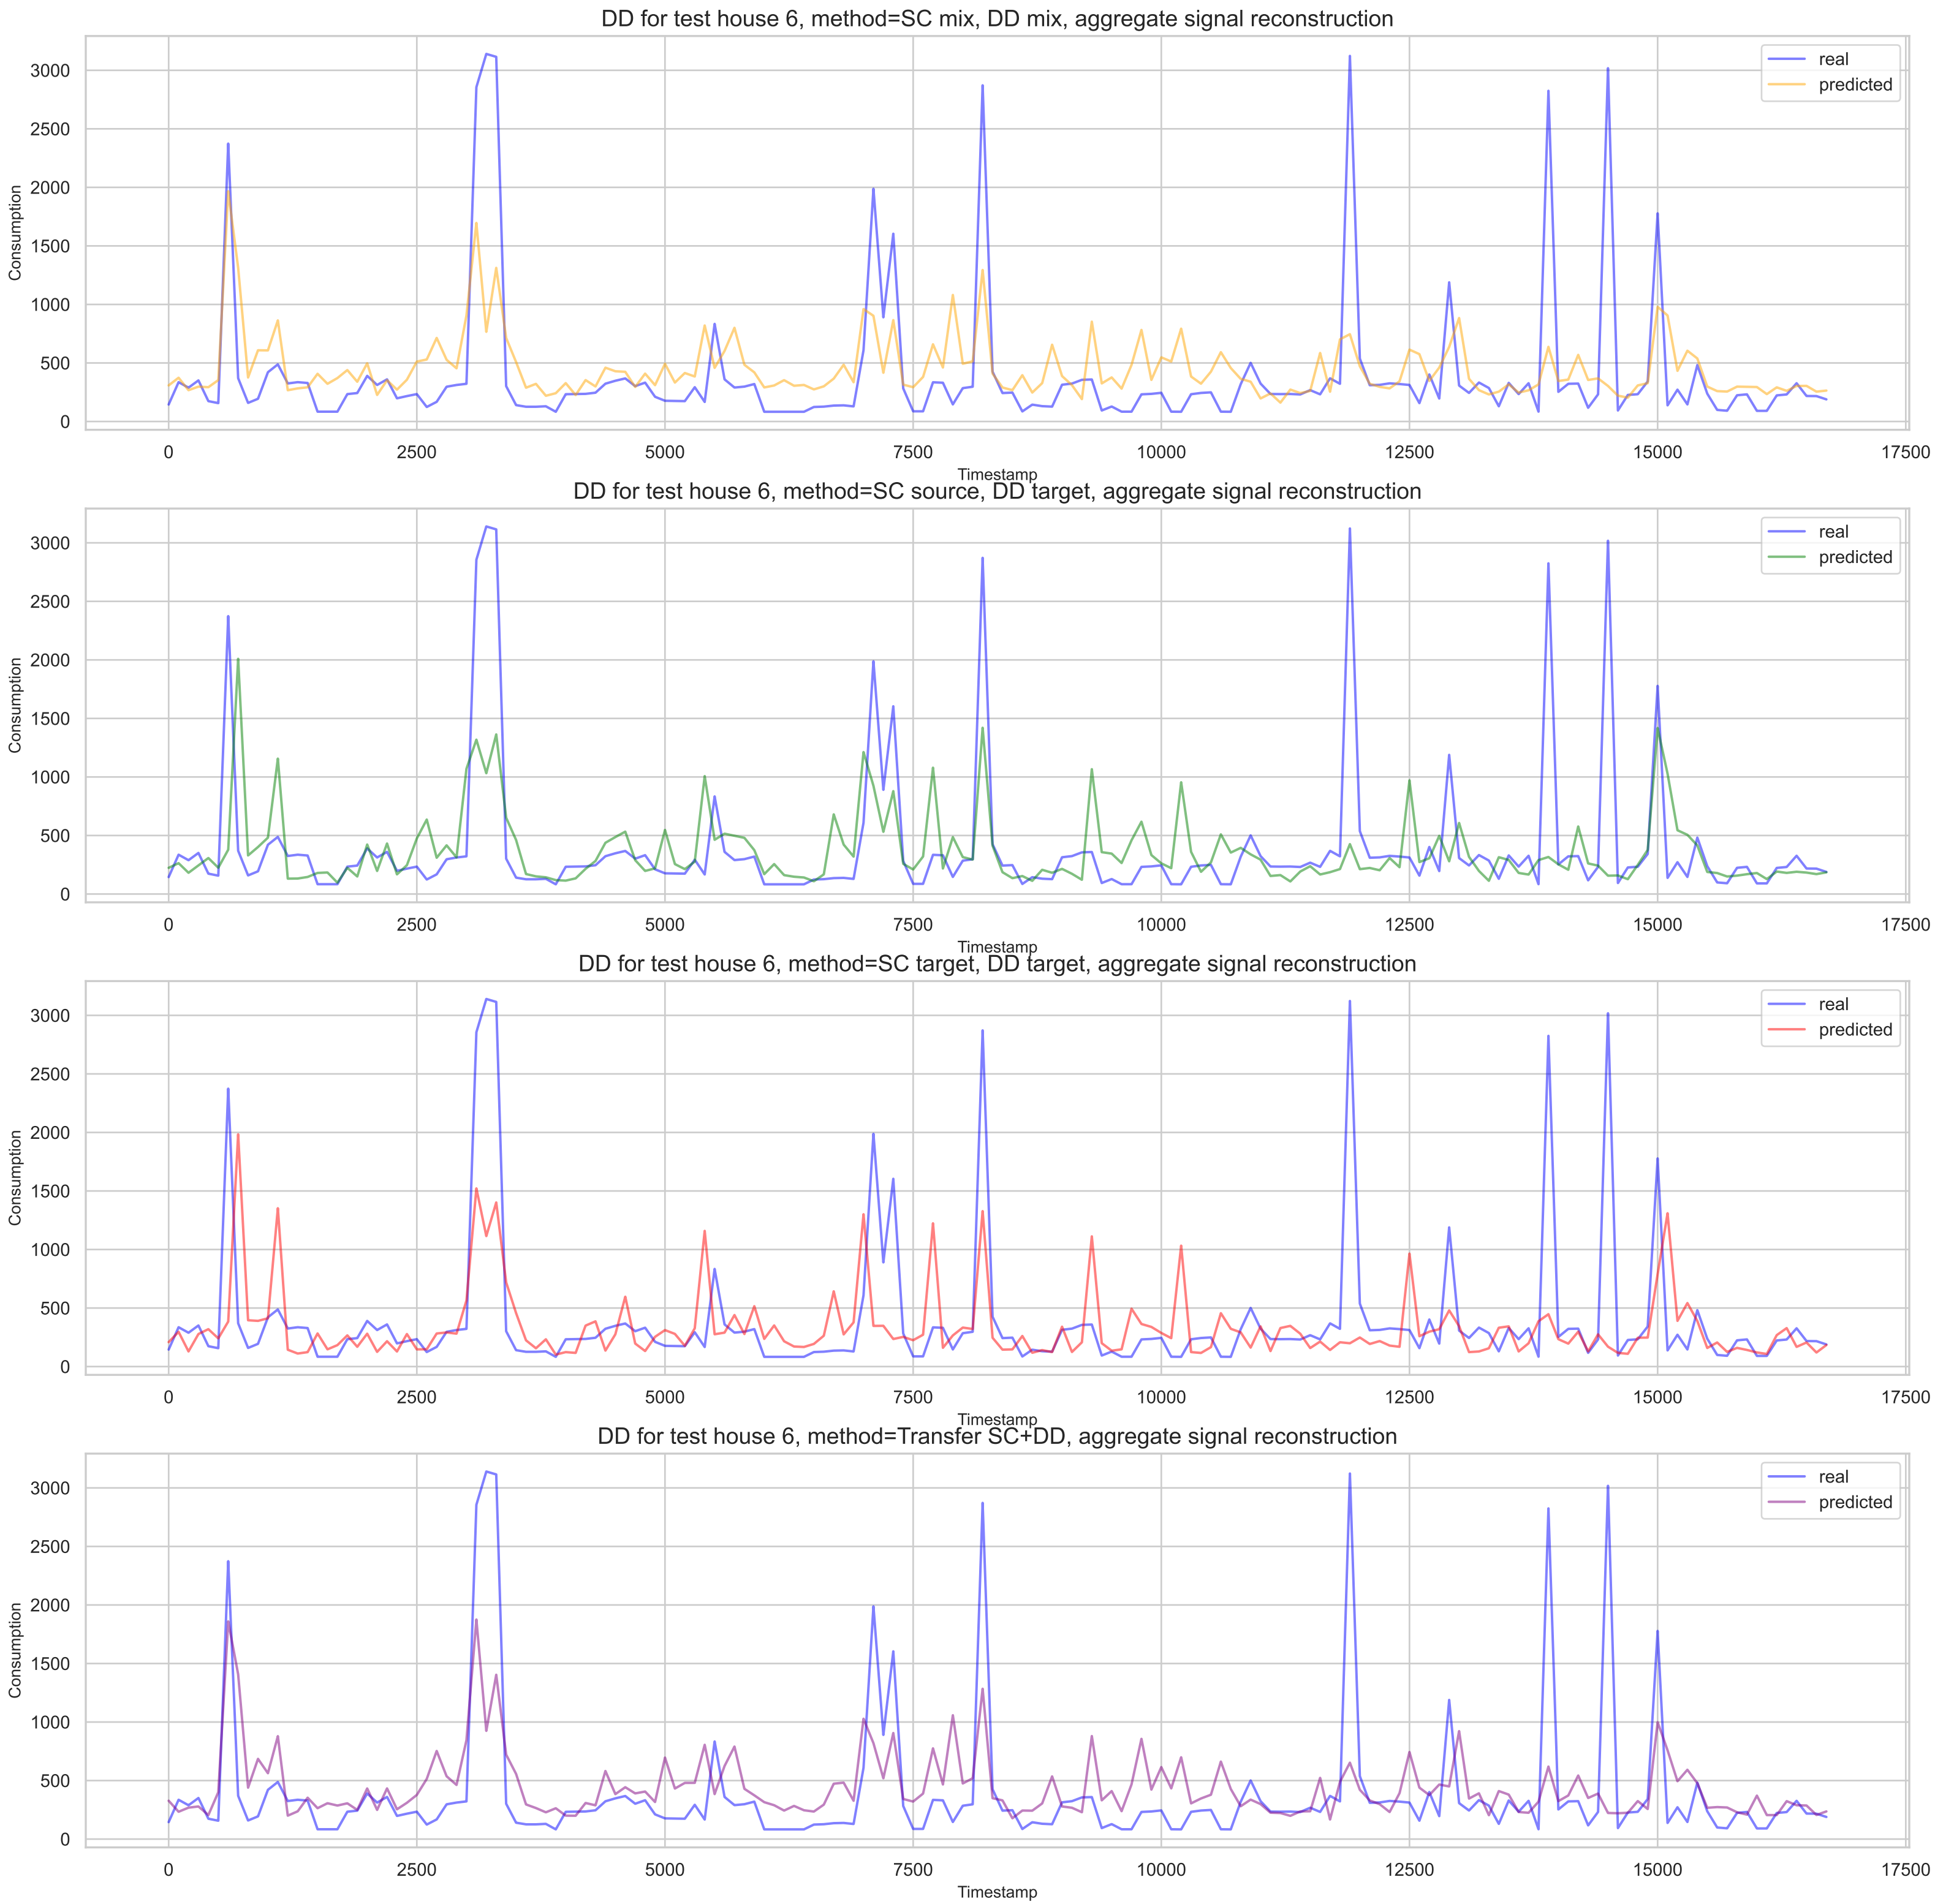 DD for test house 6, method=SC mix, DD mix, aggregate signal reconstruction
real
predicted
3000
2500
2000
1500
1000
500
0
Consumption
0 2500 5000 7500 10000 12500 15000 17500
Timestamp
DD for test house 6, method=SC source, DD target, aggregate signal reconstruction
real
predicted
3000
2500
2000
1500
1000
500
0
Consumption
0 2500 5000 7500 10000 12500 15000 17500
Timestamp
DD for test house 6, method=SC target, DD target, aggregate signal reconstruction
real
predicted
3000
2500
2000
1500
1000
500
0
Consumption
0 2500 5000 7500 10000 12500 15000 17500
Timestamp
DD for test house 6, method=Transfer SC+DD, aggregate signal reconstruction
real
predicted
3000
2500
2000
1500
1000
500
0
Consumption
0 2500 5000 7500 10000 12500 15000 17500
Timestamp